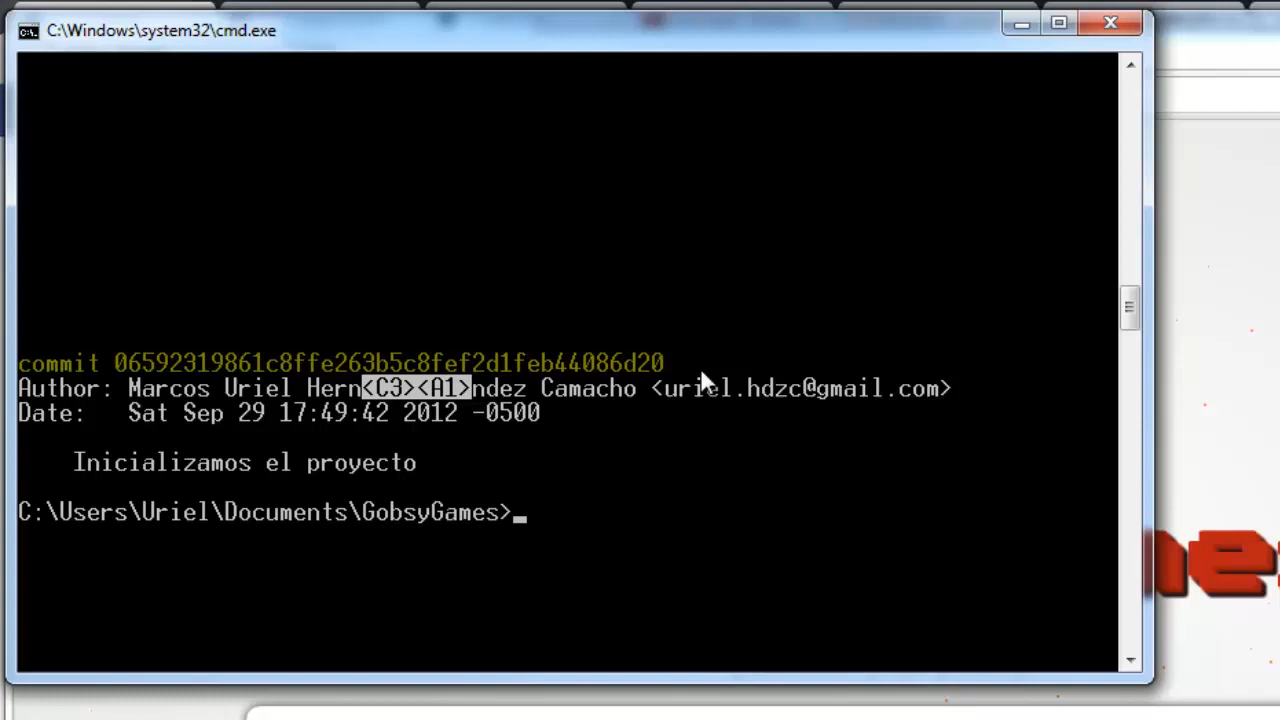 C:\Windows\system32\cmd.exe
commit 06592319861c8ffe263b5c8fef2d1feb44086d20
Author: Marcos Uriel Hern<C3><A1>ndez Camacho <uriel.hdzc@gmail.com>
Date:   Sat Sep 29 17:49:42 2012 -0500
Inicializamos el proyecto
C:\Users\Uriel\Documents\GobsyGames>